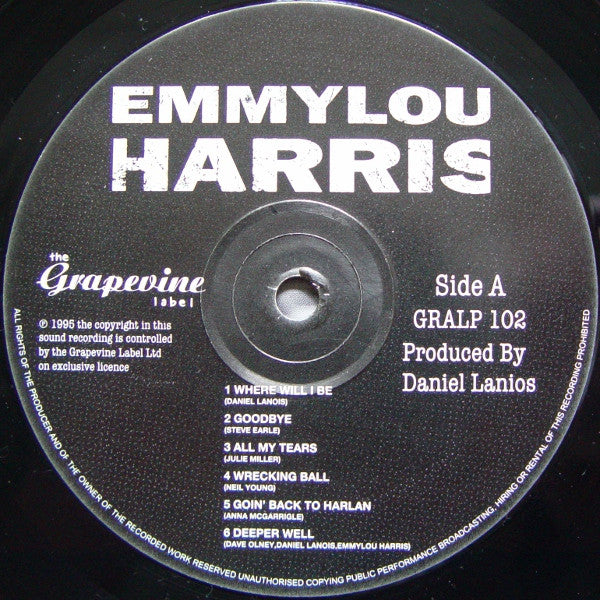 EMMYLOU
HARRIS
the
Grapevine
label
℗ 1995 the copyright in this
sound recording is controlled
by the Grapevine Label Ltd
on exclusive licence
Side A
GRALP 102
Produced By
Daniel Lanios
1 WHERE WILL I BE
(DANIEL LANOIS)
2 GOODBYE
(STEVE EARLE)
3 ALL MY TEARS
(JULIE MILLER)
4 WRECKING BALL
(NEIL YOUNG)
5 GOIN' BACK TO HARLAN
(ANNA MCGARRIGLE)
6 DEEPER WELL
(DAVE OLNEY,DANIEL LANOIS,EMMYLOU HARRIS)
ALL RIGHTS OF THE PRODUCER AND OF THE OWNER OF THE RECORDED WORK RESERVED UNAUTHORISED COPYING PUBLIC PERFORMANCE BROADCASTING, HIRING OR RENTAL OF THIS RECORDING PROHIBITED